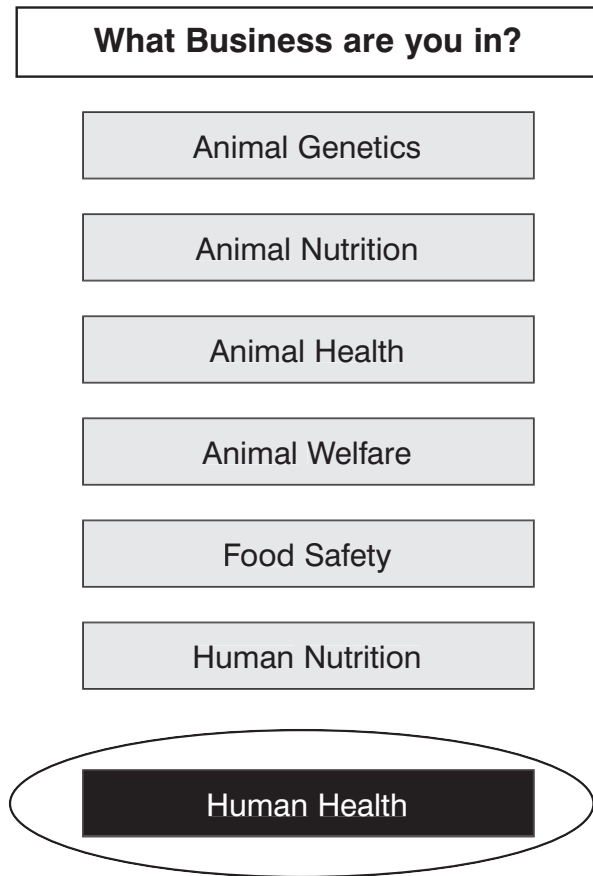 What Business are you in?
Animal Genetics
Animal Nutrition
Animal Health
Animal Welfare
Food Safety
Human Nutrition
Human Health